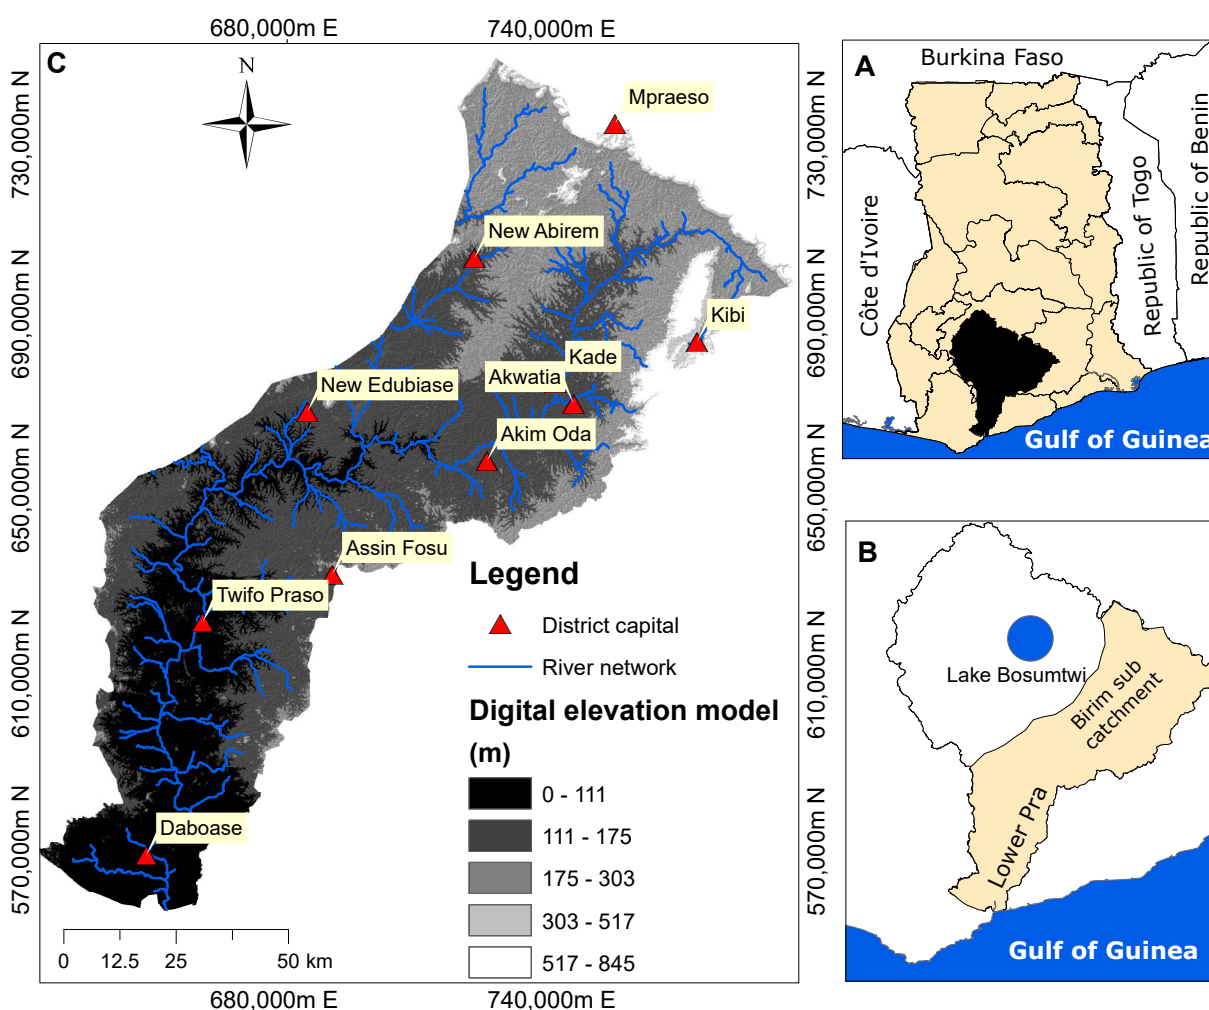 680,000m E
740,000m E
C
N
730,000m N
690,000m N
650,000m N
610,000m N
570,000m N
Mpraeso
New Abirem
Kibi
Kade
New Edubiase
Akwatia
Akim Oda
Assin Fosu
Twifo Praso
Daboase
Legend
District capital
River network
Digital elevation model
(m)
0 - 111
111 - 175
175 - 303
303 - 517
517 - 845
0 12.5 25 50 km
680,000m E
740,000m E
730,000m N
690,000m N
650,000m N
610,000m N
570,000m N
A
Burkina Faso
Côte d'Ivoire
Republic of Togo
Republic of Benin
Gulf of Guinea
B
Lake Bosumtwi
Birim sub
catchment
Lower Pra
Gulf of Guinea